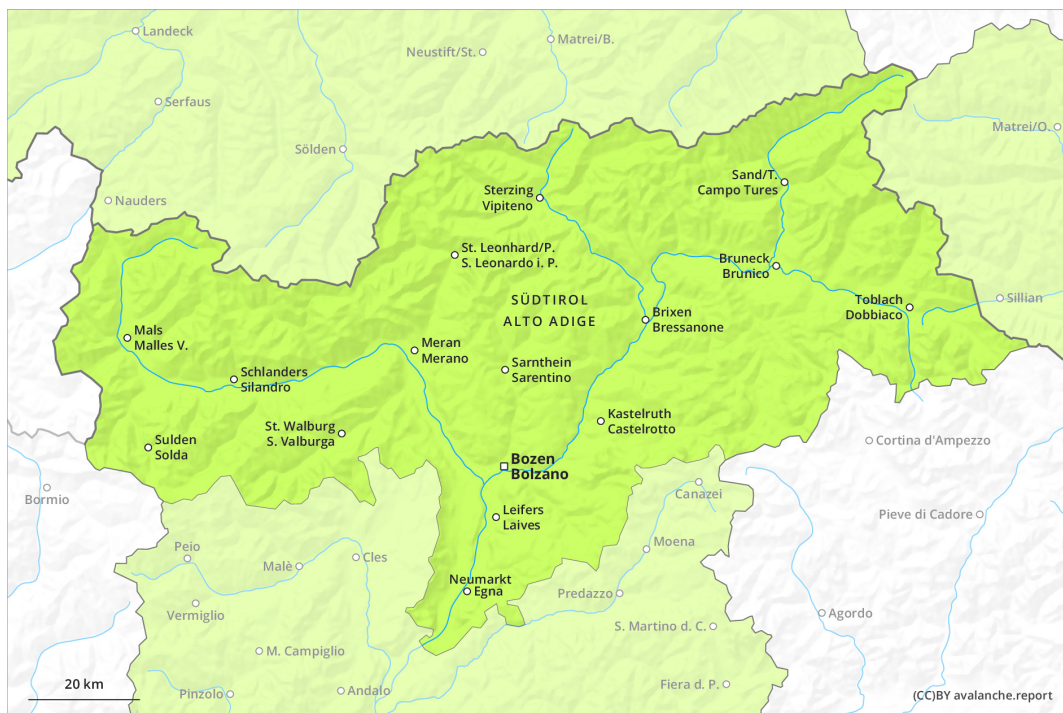 Landeck
Matrei/B.
Neustift/St.
Serfaus
Matrei/O.
Sölden
Sand/T.
Campo Tures
Sterzing
Vipiteno
Nauders
St. Leonhard/P.
S. Leonardo i. P.
Bruneck
Brunico
SÜDTIROL
ALTO ADIGE
Toblach
Dobbiaco
Sillian
Brixen
Bressanone
Mals
Malles V.
Meran
Merano
Sarnthein
Sarentino
Schlanders
Silandro
Kastelruth
Castelrotto
St. Walburg
S. Valburga
Sulden
Solda
Cortina d'Ampezzo
Bozen
Bolzano
Bormio
Canazei
Leifers
Laives
Pieve di Cadore
Peio
Malè
Cles
Moena
Neumarkt
Egna
Predazzo
Vermiglio
Agordo
S. Martino d. C.
M. Campiglio
20 km
Pinzolo
Andalo
Fiera d. P.
(CC)BY avalanche.report